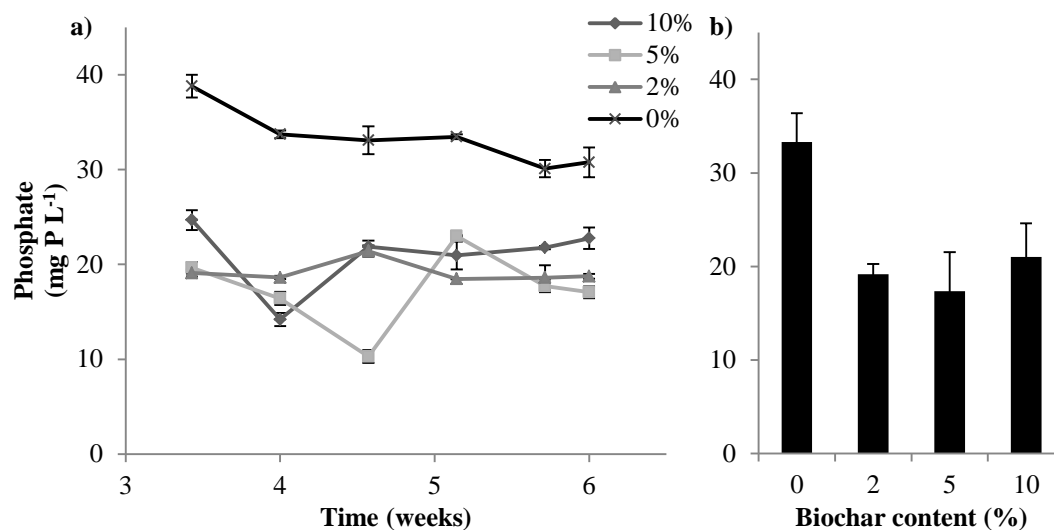 a)
10%
5%
2%
0%
40
30
20
10
0
Phosphate
(mg P L⁻¹)
3 4 5 6
Time (weeks)
b)
40
30
20
10
0
0 2 5 10
Biochar content (%)